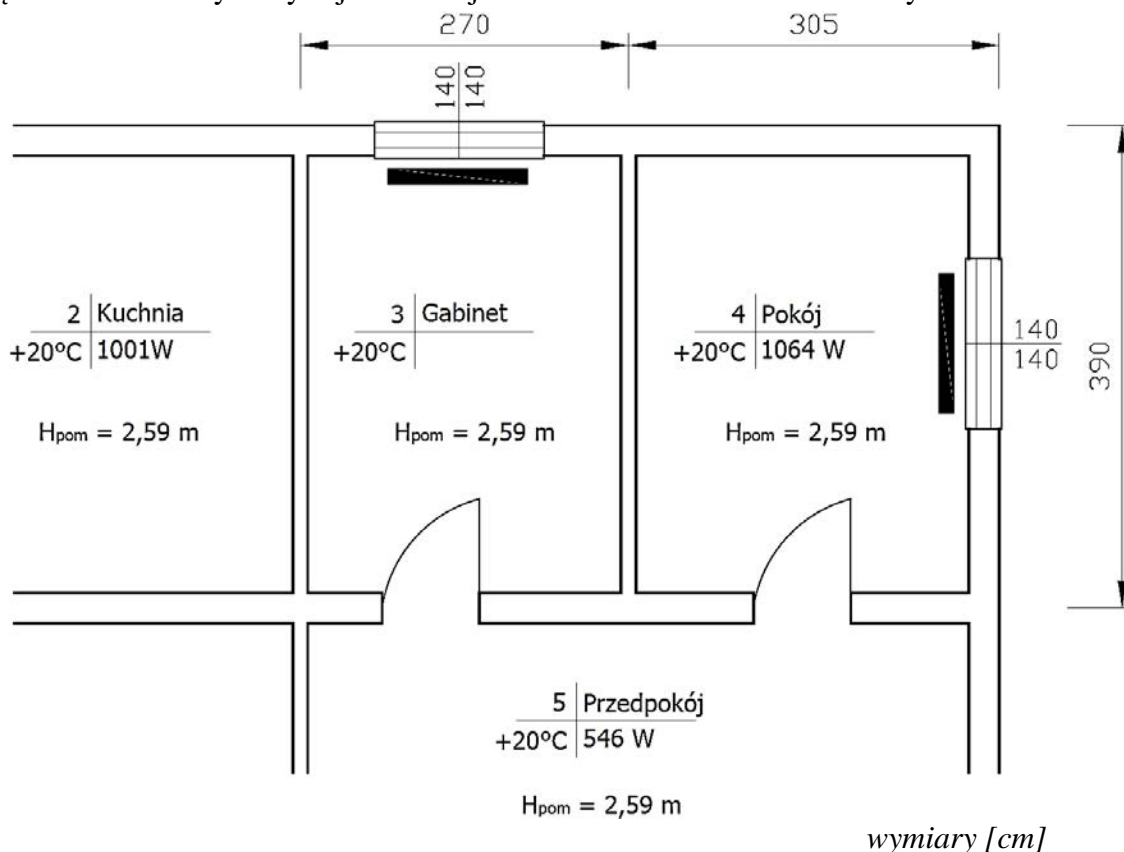 270 305
140
140
2 Kuchnia
+20°C 1001W
Hpom = 2,59 m
3 Gabinet
+20°C
Hpom = 2,59 m
4 Pokój
+20°C 1064 W
Hpom = 2,59 m
140
140
390
5 Przedpokój
+20°C 546 W
Hpom = 2,59 m
wymiary [cm]